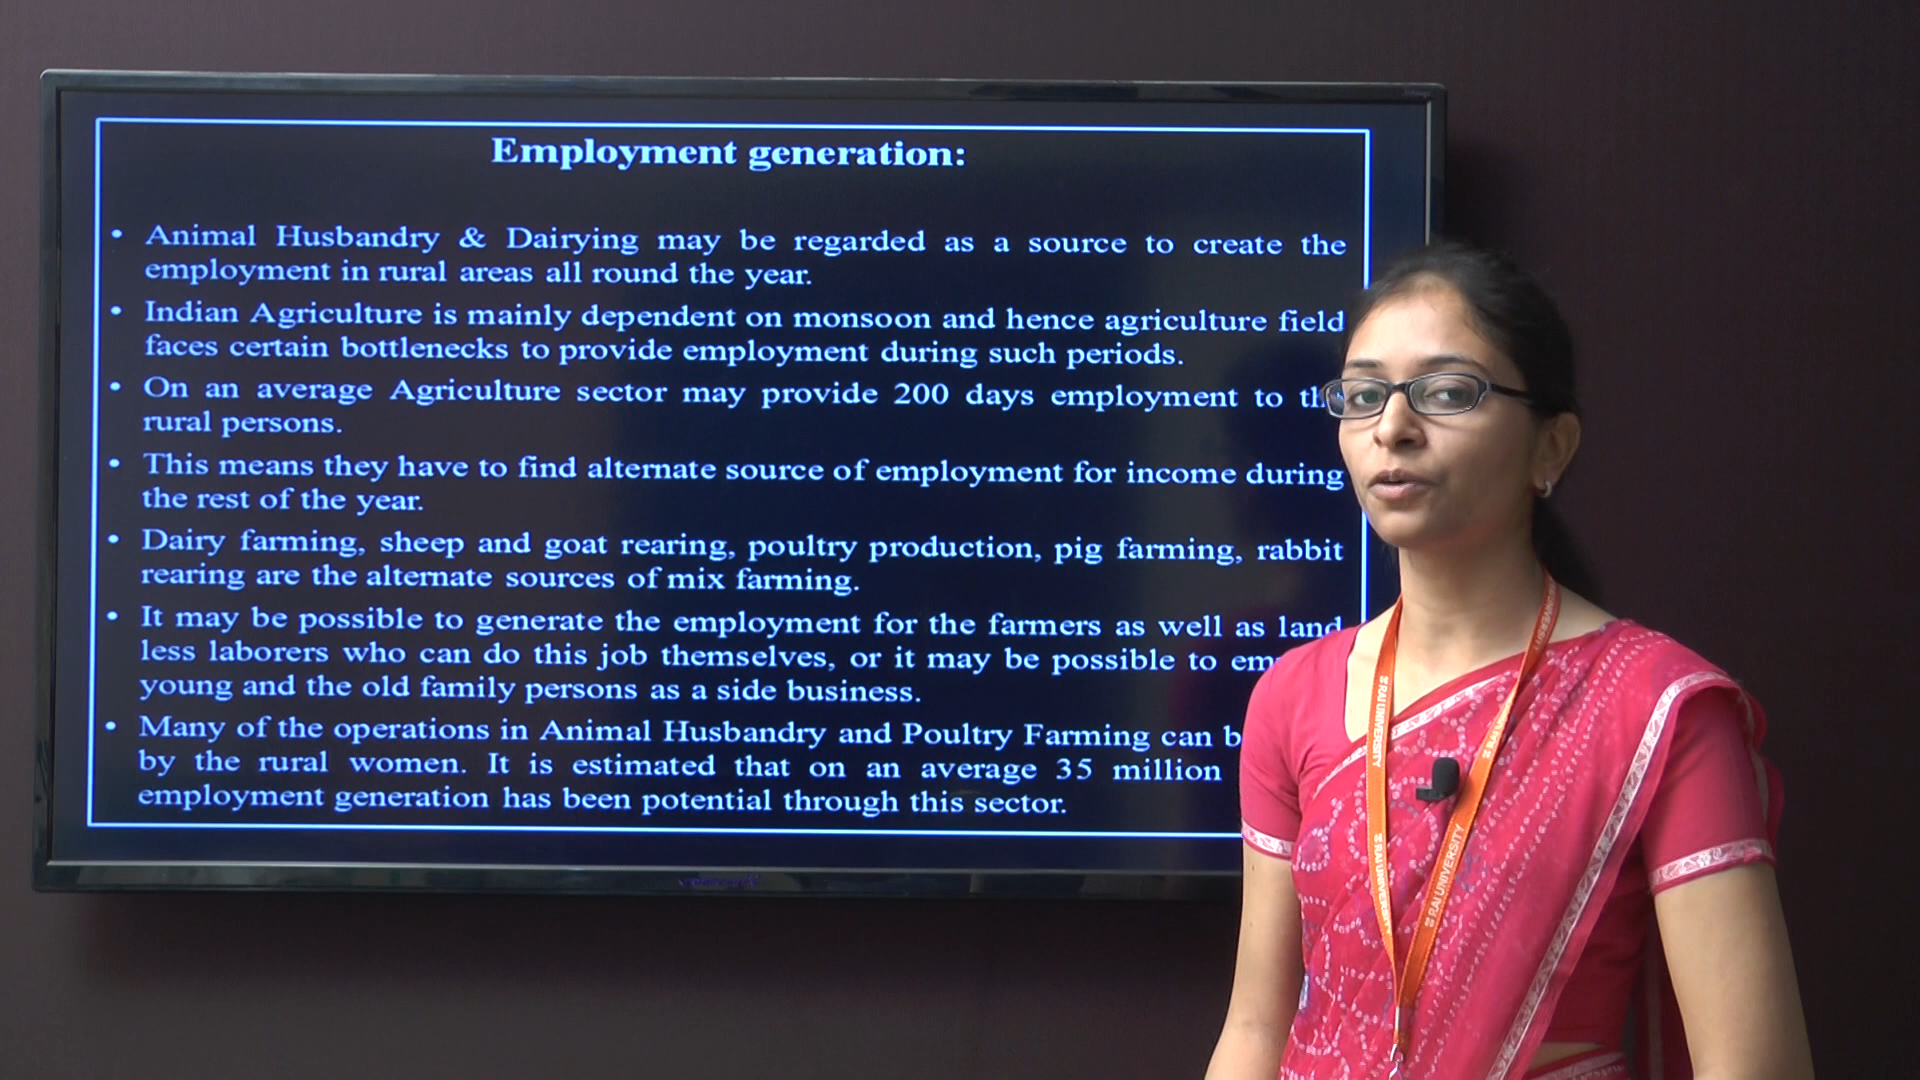 Employment generation:
• Animal Husbandry & Dairying may be regarded as a source to create the
employment in rural areas all round the year.
• Indian Agriculture is mainly dependent on monsoon and hence agriculture field
faces certain bottlenecks to provide employment during such periods.
• On an average Agriculture sector may provide 200 days employment to
rural persons.
• This means they have to find alternate source of employment for income during
the rest of the year.
• Dairy farming, sheep and goat rearing, poultry production, pig farming, rabbit
rearing are the alternate sources of mix farming.
• It may be possible to generate the employment for the farmers as well as land
less laborers who can do this job themselves, or it may be possible to
young and the old family persons as a side business.
• Many of the operations in Animal Husbandry and Poultry Farming can
by the rural women. It is estimated that on an average 35 million
employment generation has been potential through this sector.
RAI UNIVERSITY
RAI UNIVERSITY
RAI UNIVERSITY